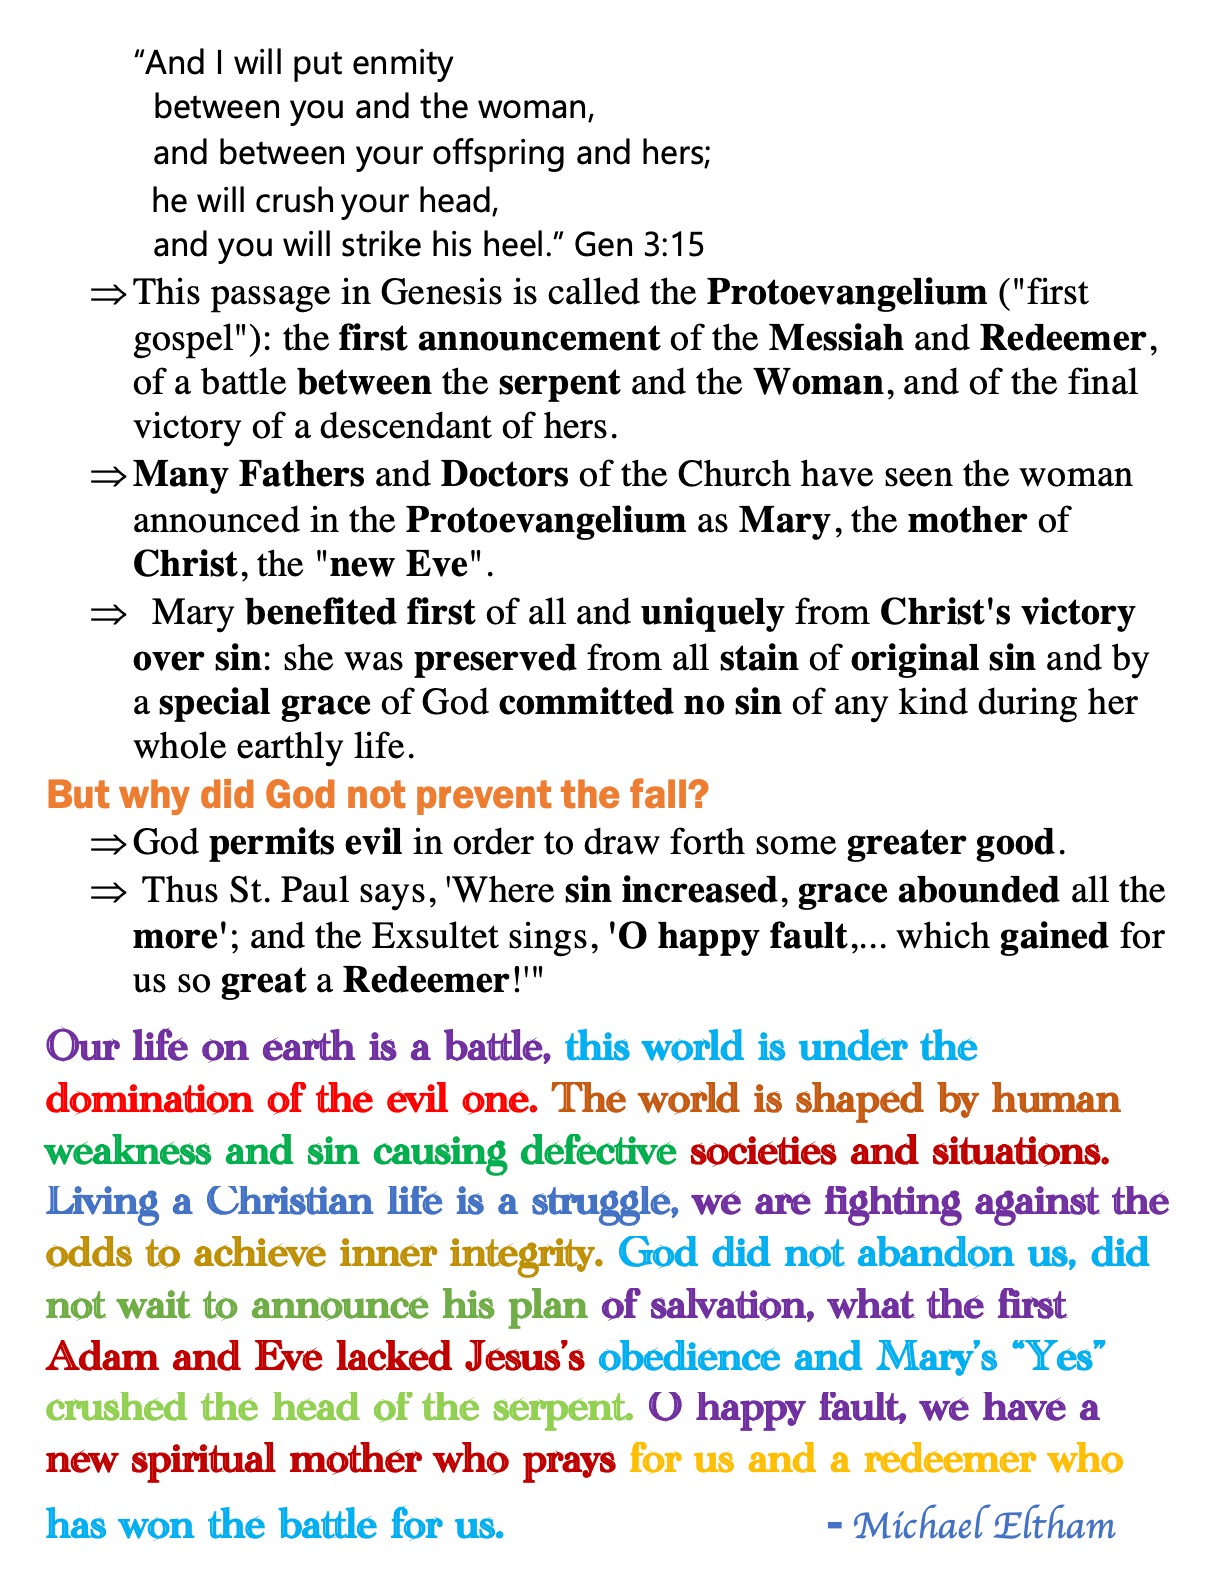 “And I will put enmity
between you and the woman,
and between your offspring and hers;
he will crush your head,
and you will strike his heel.” Gen 3:15
⇒ This passage in Genesis is called the Protoevangelium ("first
gospel"): the first announcement of the Messiah and Redeemer,
of a battle between the serpent and the Woman, and of the final
victory of a descendant of hers.
⇒ Many Fathers and Doctors of the Church have seen the woman
announced in the Protoevangelium as Mary, the mother of
Christ, the "new Eve".
⇒ Mary benefited first of all and uniquely from Christ's victory
over sin: she was preserved from all stain of original sin and by
a special grace of God committed no sin of any kind during her
whole earthly life.
But why did God not prevent the fall?
⇒ God permits evil in order to draw forth some greater good.
⇒ Thus St. Paul says, 'Where sin increased, grace abounded all the
more'; and the Exsultet sings, 'O happy fault,... which gained for
us so great a Redeemer!'"
Our life on earth is a battle, this world is under the
domination of the evil one. The world is shaped by human
weakness and sin causing defective societies and situations.
Living a Christian life is a struggle, we are fighting against the
odds to achieve inner integrity. God did not abandon us, did
not wait to announce his plan of salvation, what the first
Adam and Eve lacked Jesus’s obedience and Mary’s “Yes”
crushed the head of the serpent. O happy fault, we have a
new spiritual mother who prays for us and a redeemer who
has won the battle for us. - Michael Eltham